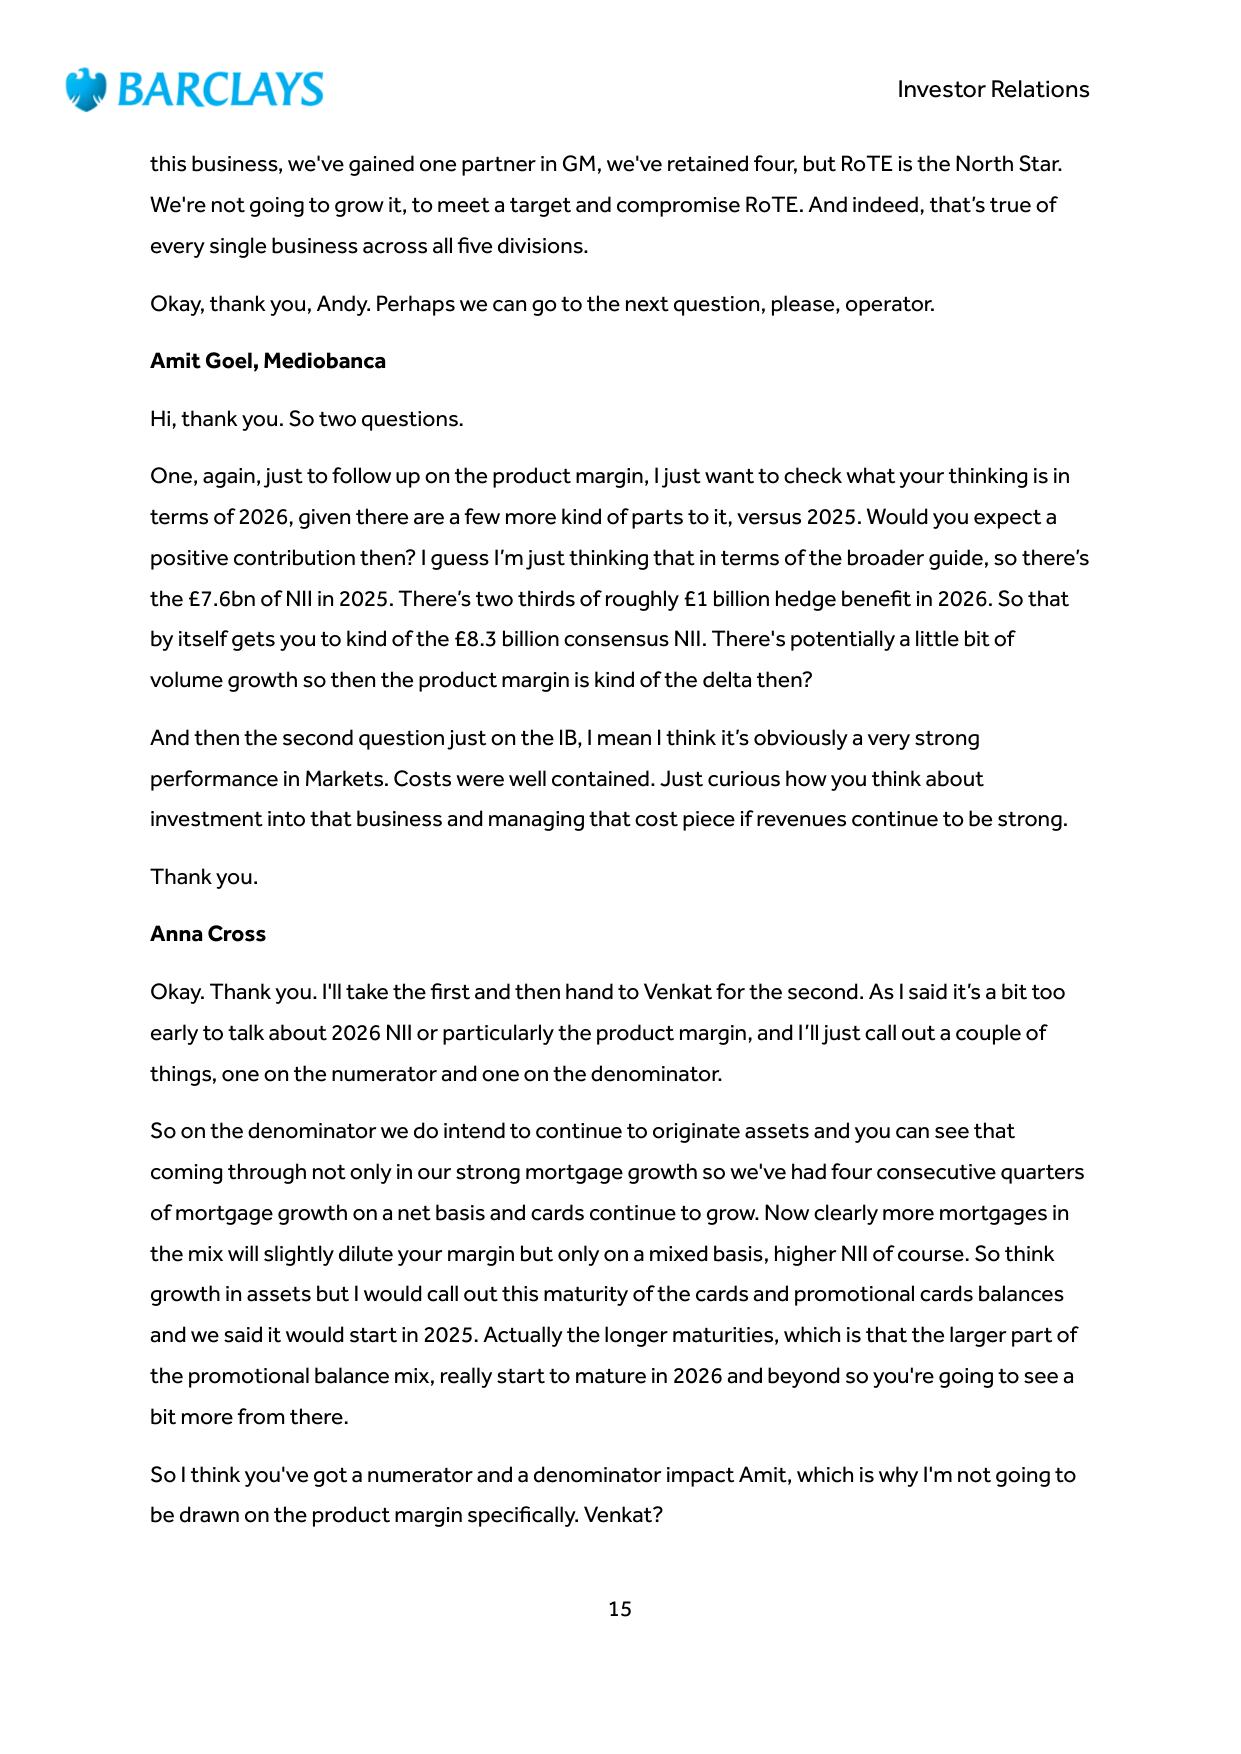 BARCLAYS
Investor Relations
this business, we've gained one partner in GM, we've retained four, but RoTE is the North Star.
We're not going to grow it, to meet a target and compromise RoTE. And indeed, that’s true of
every single business across all five divisions.
Okay, thank you, Andy. Perhaps we can go to the next question, please, operator.
Amit Goel, Mediobanca
Hi, thank you. So two questions.
One, again, just to follow up on the product margin, I just want to check what your thinking is in
terms of 2026, given there are a few more kind of parts to it, versus 2025. Would you expect a
positive contribution then? I guess I’m just thinking that in terms of the broader guide, so there’s
the £7.6bn of NII in 2025. There’s two thirds of roughly £1 billion hedge benefit in 2026. So that
by itself gets you to kind of the £8.3 billion consensus NII. There's potentially a little bit of
volume growth so then the product margin is kind of the delta then?
And then the second question just on the IB, I mean I think it’s obviously a very strong
performance in Markets. Costs were well contained. Just curious how you think about
investment into that business and managing that cost piece if revenues continue to be strong.
Thank you.
Anna Cross
Okay. Thank you. I'll take the first and then hand to Venkat for the second. As I said it’s a bit too
early to talk about 2026 NII or particularly the product margin, and I’ll just call out a couple of
things, one on the numerator and one on the denominator.
So on the denominator we do intend to continue to originate assets and you can see that
coming through not only in our strong mortgage growth so we've had four consecutive quarters
of mortgage growth on a net basis and cards continue to grow. Now clearly more mortgages in
the mix will slightly dilute your margin but only on a mixed basis, higher NII of course. So think
growth in assets but I would call out this maturity of the cards and promotional cards balances
and we said it would start in 2025. Actually the longer maturities, which is that the larger part of
the promotional balance mix, really start to mature in 2026 and beyond so you're going to see a
bit more from there.
So I think you've got a numerator and a denominator impact Amit, which is why I'm not going to
be drawn on the product margin specifically. Venkat?
15